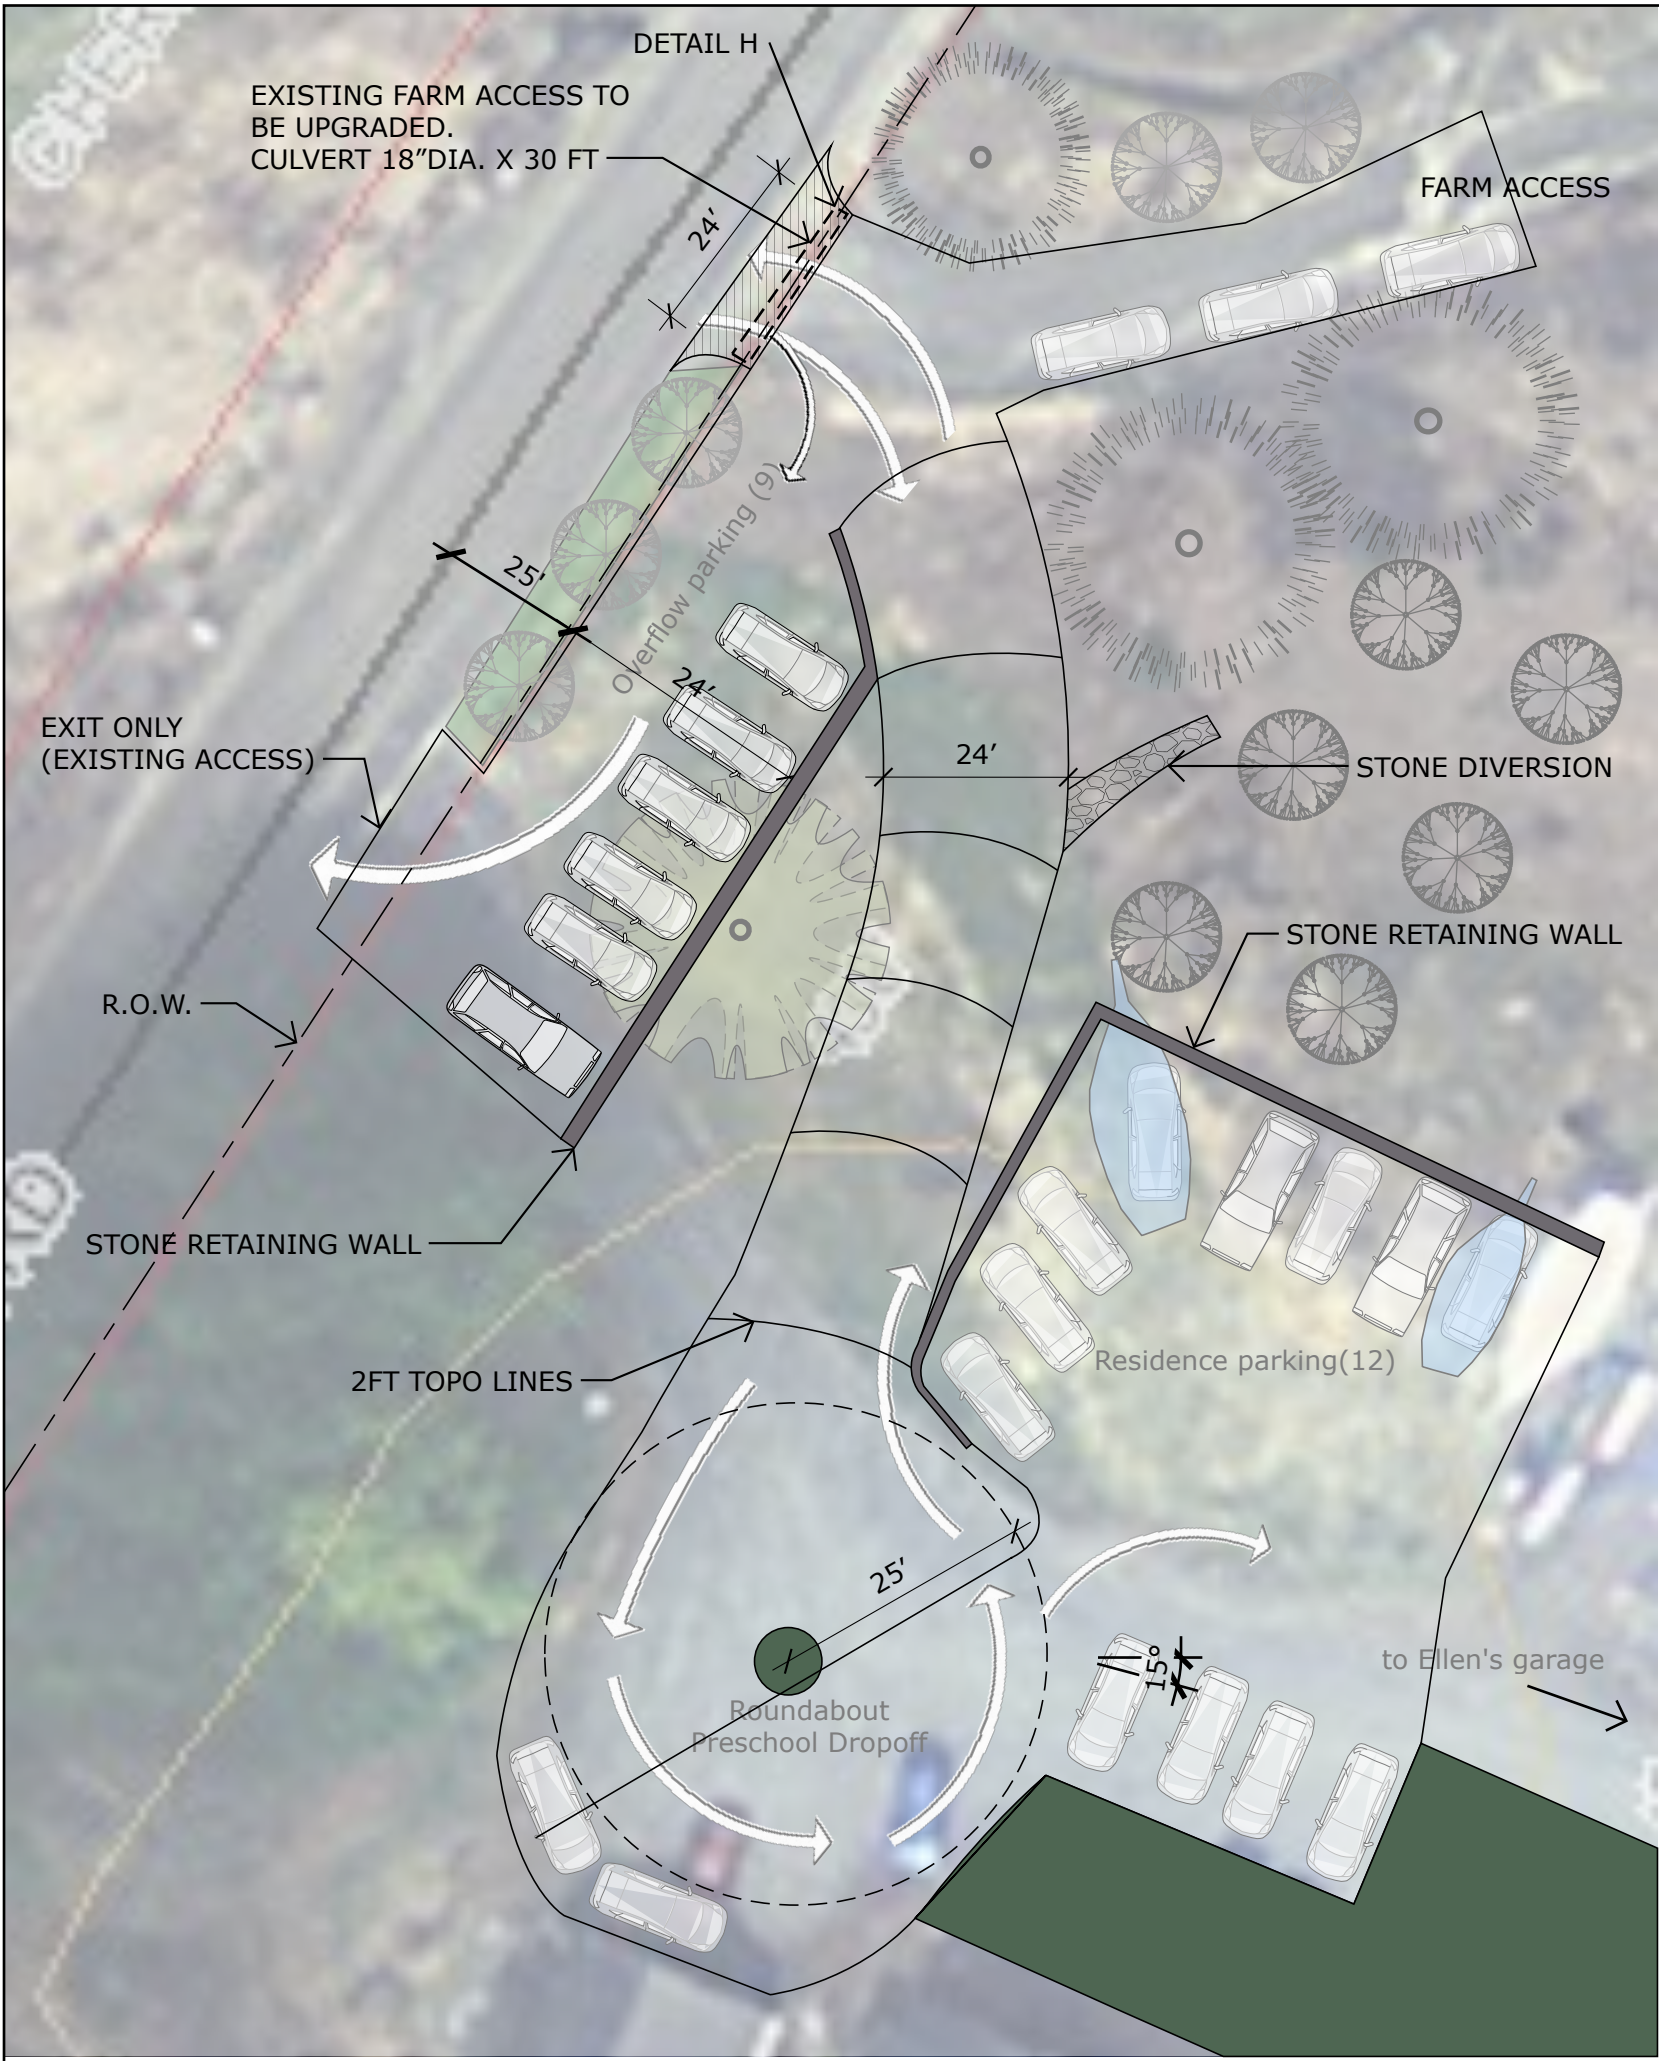 DETAIL H
EXISTING FARM ACCESS TO
BE UPGRADED.
CULVERT 18”DIA. X 30 FT
24’
FARM ACCESS
Overflow parking (9)
25’
24’
EXIT ONLY
(EXISTING ACCESS)
24’
STONE DIVERSION
STONE RETAINING WALL
R.O.W.
STONE RETAINING WALL
2FT TOPO LINES
Residence parking(12)
25’
15°
to Ellen's garage
Roundabout
Preschool Dropoff